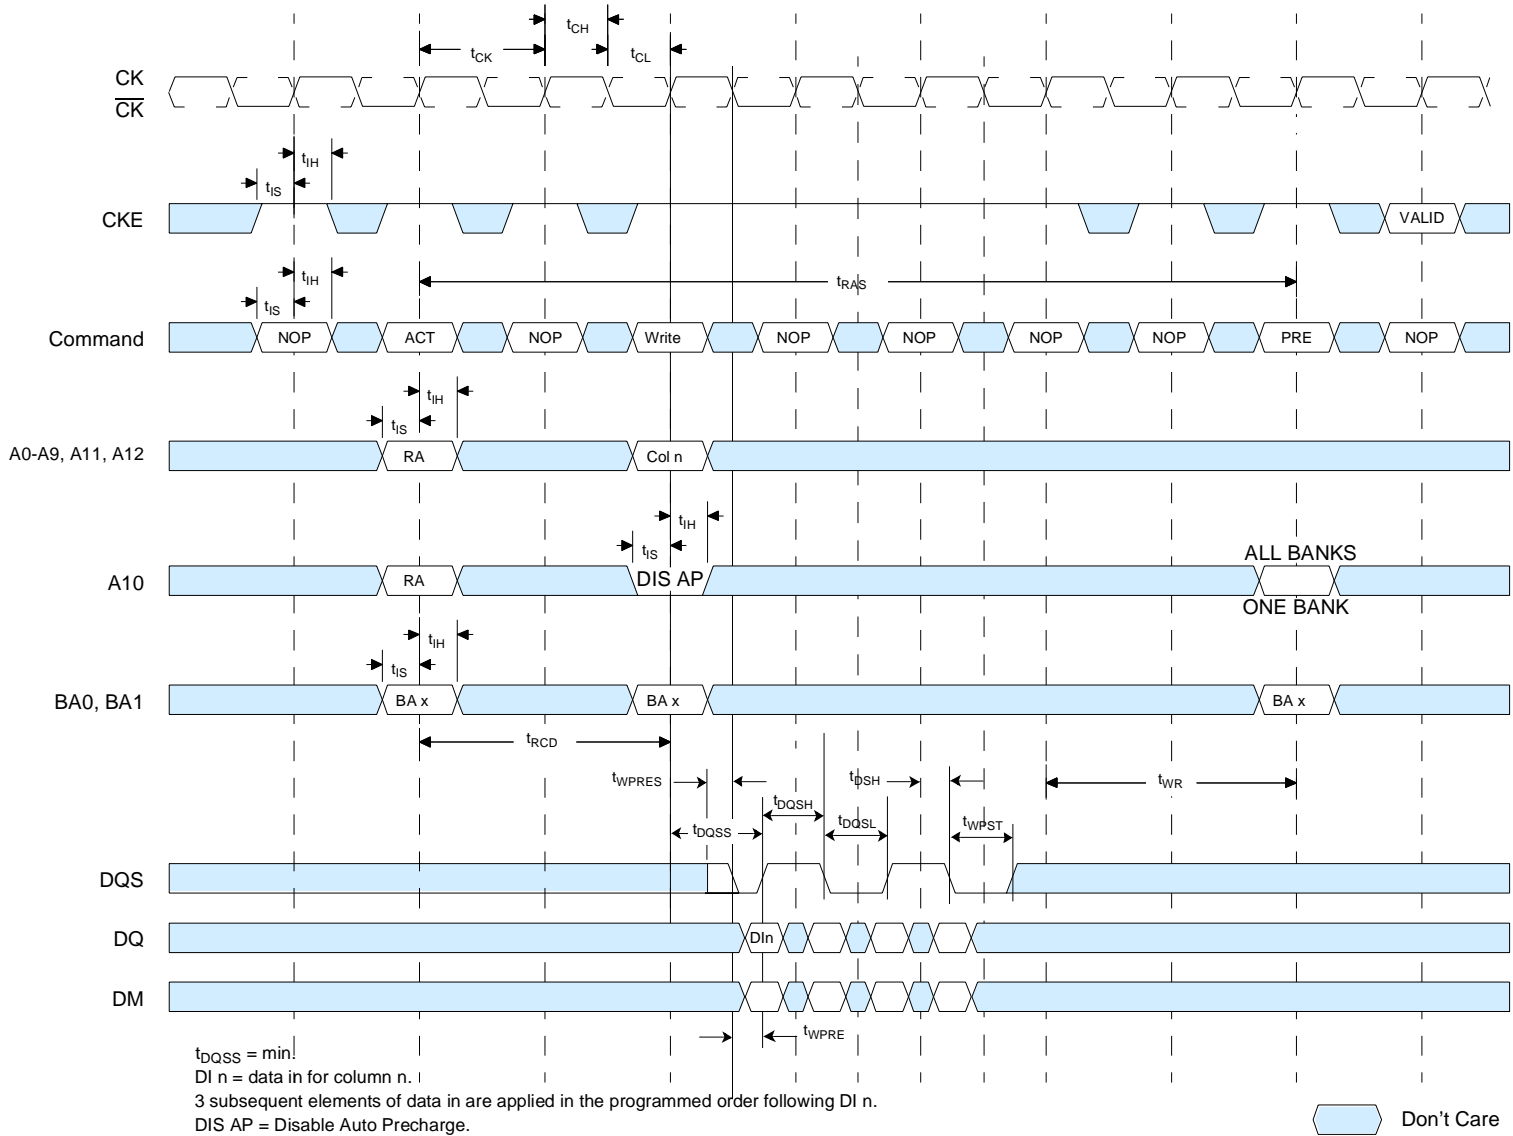 tCH
tCK
tCL
CK
CK
tIH
tIS
CKE
VALID
tIH
tIS
tRAS
Command
NOP
ACT
NOP
Write
NOP
NOP
NOP
NOP
PRE
NOP
tIH
tIS
A0-A9, A11, A12
RA
Col n
tIH
tIS
ALL BANKS
A10
RA
DIS AP
ONE BANK
tIH
tIS
BA0, BA1
BA x
BA x
BA x
tRCD
tWPRES
tDSH
tWR
tDQSH
tDQSS
tDQSL
tWPST
DQS
DQ
DIn
DM
tWPRE
tDQSS = min.
DI n = data in for column n.
3 subsequent elements of data in are applied in the programmed order following DI n.
DIS AP = Disable Auto Precharge.
Don't Care